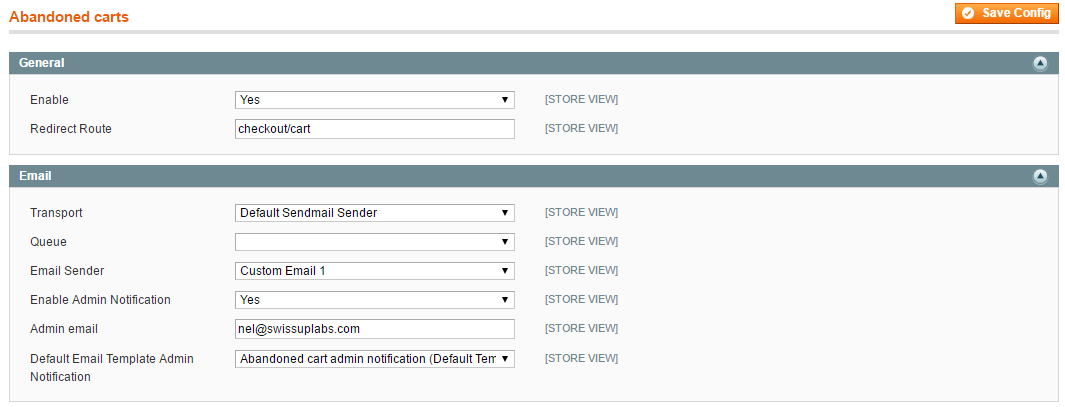 Abandoned carts
Save Config
General
Enable
Yes
[STORE VIEW]
Redirect Route
checkout/cart
[STORE VIEW]
Email
Transport
Default Sendmail Sender
[STORE VIEW]
Queue
[STORE VIEW]
Email Sender
Custom Email 1
[STORE VIEW]
Enable Admin Notification
Yes
[STORE VIEW]
Admin email
nel@swissuplabs.com
[STORE VIEW]
Default Email Template Admin
Notification
Abandoned cart admin notification (Default Tem
[STORE VIEW]